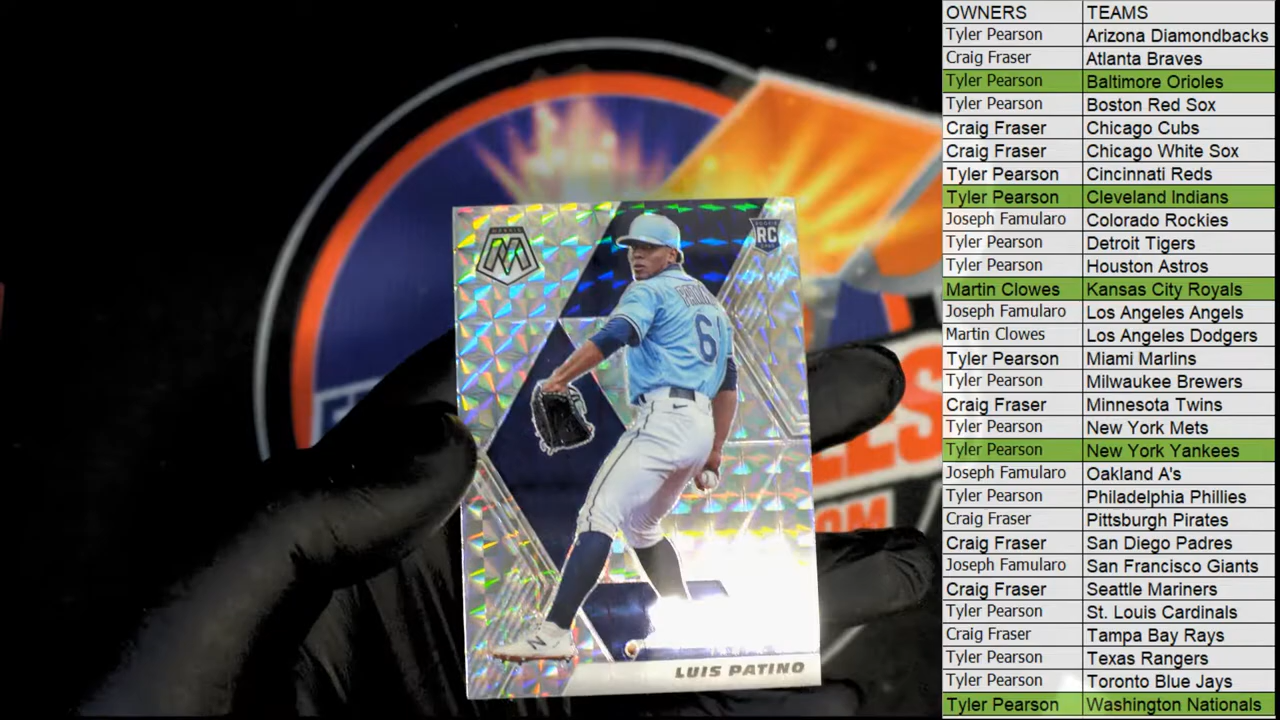 OWNERS TEAMS
Tyler Pearson Arizona Diamondbacks
Craig Fraser Atlanta Braves
Tyler Pearson Baltimore Orioles
Tyler Pearson Boston Red Sox
Craig Fraser Chicago Cubs
Craig Fraser Chicago White Sox
Tyler Pearson Cincinnati Reds
Tyler Pearson Cleveland Indians
Joseph Famularo Colorado Rockies
Tyler Pearson Detroit Tigers
Tyler Pearson Houston Astros
Martin Clowes Kansas City Royals
Joseph Famularo Los Angeles Angels
Martin Clowes Los Angeles Dodgers
Tyler Pearson Miami Marlins
Tyler Pearson Milwaukee Brewers
Craig Fraser Minnesota Twins
Tyler Pearson New York Mets
Tyler Pearson New York Yankees
Joseph Famularo Oakland A's
Tyler Pearson Philadelphia Phillies
Craig Fraser Pittsburgh Pirates
Craig Fraser San Diego Padres
Joseph Famularo San Francisco Giants
Craig Fraser Seattle Mariners
Tyler Pearson St. Louis Cardinals
Craig Fraser Tampa Bay Rays
Tyler Pearson Texas Rangers
Tyler Pearson Toronto Blue Jays
Tyler Pearson Washington Nationals
MOSAIC
M
RC
6
LUIS PATINO